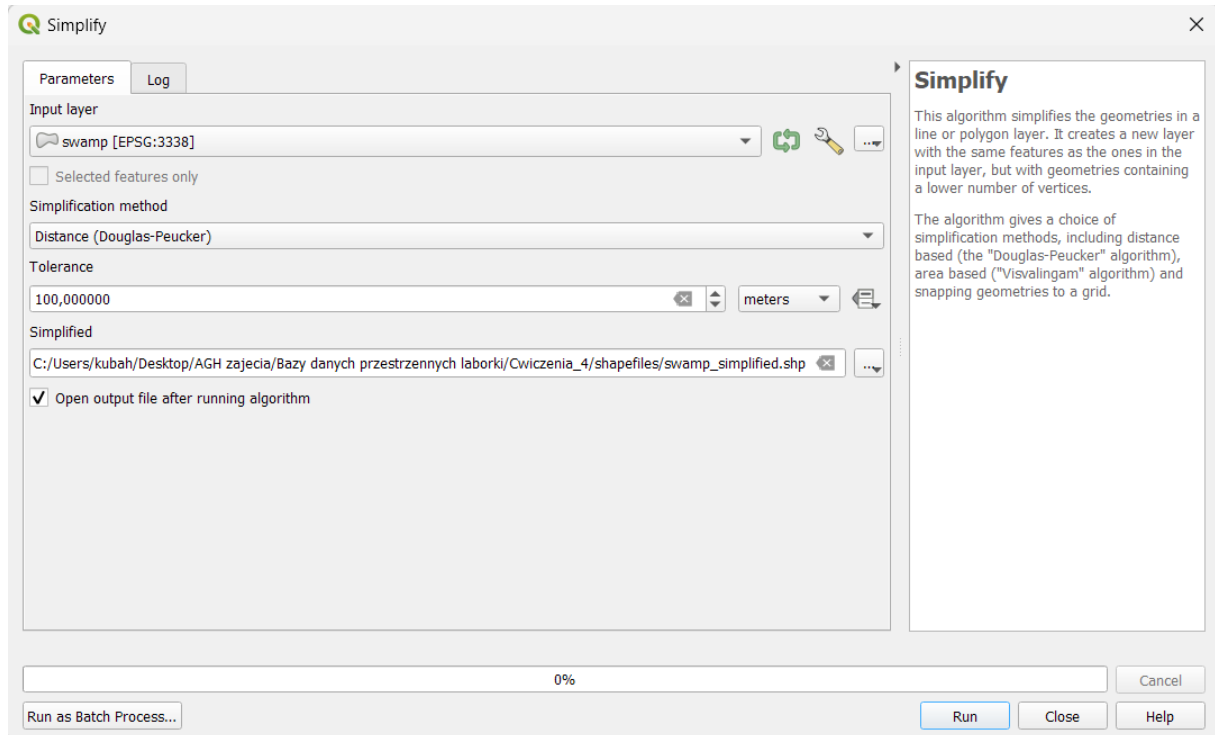 Simplify
Parameters
Log
Input layer
swamp [EPSG:3338]
...
Selected features only
Simplification method
Distance (Douglas-Peucker)
Tolerance
100,000000
meters
Simplified
C:/Users/kubah/Desktop/AGH zajecia/Bazy danych przestrzennych laborki/Cwiczenia_4/shapefiles/swamp_simplified.shp
...
Open output file after running algorithm
Simplify
This algorithm simplifies the geometries in a
line or polygon layer. It creates a new layer
with the same features as the ones in the
input layer, but with geometries containing
a lower number of vertices.
The algorithm gives a choice of
simplification methods, including distance
based (the "Douglas-Peucker" algorithm),
area based ("Visvalingam" algorithm) and
snapping geometries to a grid.
0%
Cancel
Run as Batch Process...
Run
Close
Help